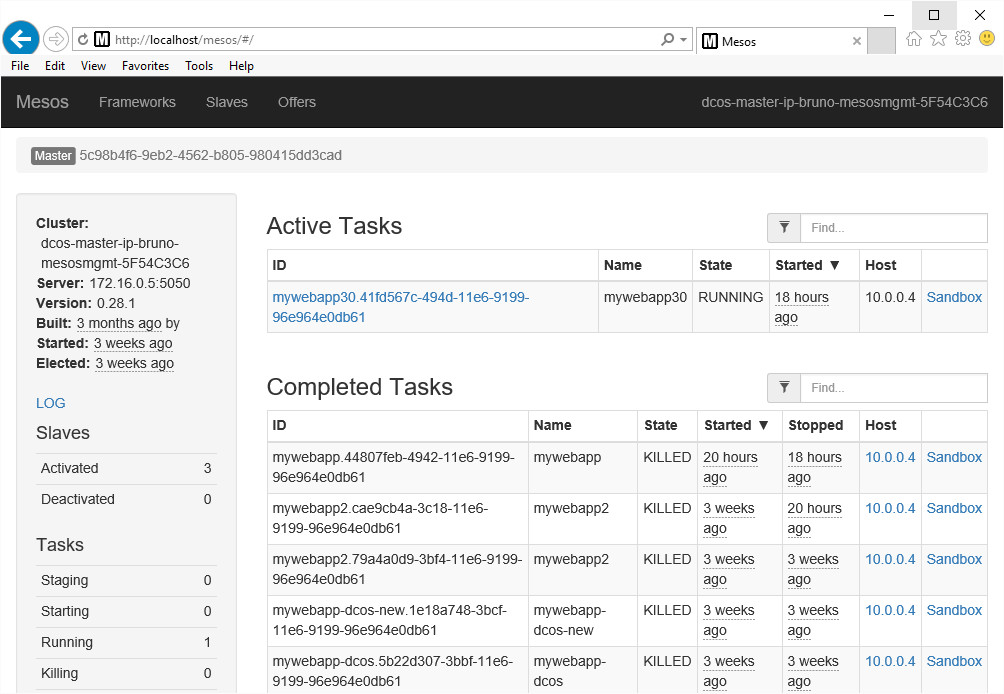 http://localhost/mesos/#/
Mesos
File Edit View Favorites Tools Help
Mesos Frameworks Slaves Offers dcos-master-ip-bruno-mesosmgmt-5F54C3C6
Master 5c98b4f6-9eb2-4562-b805-980415dd3cad
Cluster:
dcos-master-ip-bruno-
mesosmgmt-5F54C3C6
Server: 172.16.0.5:5050
Version: 0.28.1
Built: 3 months ago by
Started: 3 weeks ago
Elected: 3 weeks ago
LOG
Slaves
Activated 3
Deactivated 0
Tasks
Staging 0
Starting 0
Running 1
Killing 0
Active Tasks
Find...
ID Name State Started ▼ Host
mywebapp30.41fd567c-494d-11e6-9199- mywebapp30 RUNNING 18 hours 10.0.0.4 Sandbox
96e964e0db61 ago
Completed Tasks
Find...
ID Name State Started ▼ Stopped Host
mywebapp.44807feb-4942-11e6-9199- mywebapp KILLED 20 hours 18 hours 10.0.0.4 Sandbox
96e964e0db61 ago ago
mywebapp2.cae9cb4a-3c18-11e6- mywebapp2 KILLED 3 weeks 20 hours 10.0.0.4 Sandbox
9199-96e964e0db61 ago ago
mywebapp2.79a4a0d9-3bf4-11e6-9199- mywebapp2 KILLED 3 weeks 3 weeks 10.0.0.4 Sandbox
96e964e0db61 ago ago
mywebapp-dcos-new.1e18a748-3bcf- mywebapp- KILLED 3 weeks 3 weeks 10.0.0.4 Sandbox
11e6-9199-96e964e0db61 dcos-new ago ago
mywebapp-dcos.5b22d307-3bbf-11e6- mywebapp- KILLED 3 weeks 3 weeks 10.0.0.4 Sandbox
9199-96e964e0db61 dcos ago ago